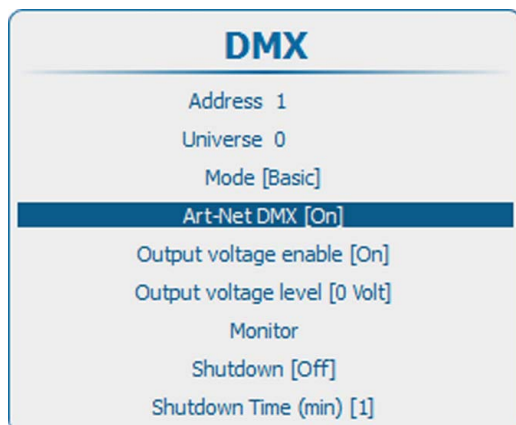 DMX
Address 1
Universe 0
Mode [Basic]
Art-Net DMX [On]
Output voltage enable [On]
Output voltage level [0 Volt]
Monitor
Shutdown [Off]
Shutdown Time (min) [1]